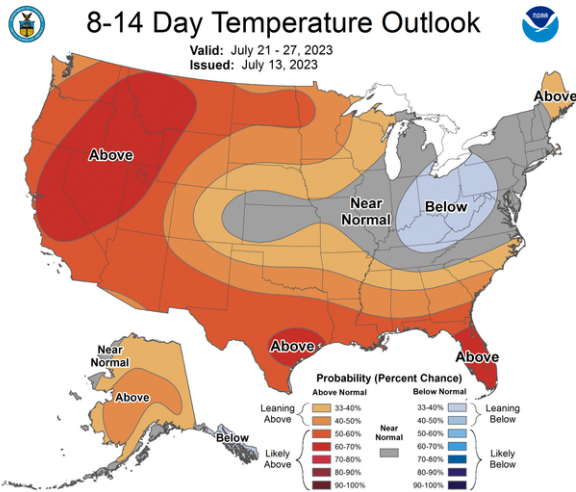 8-14 Day Temperature Outlook
Valid: July 21 - 27, 2023
Issued: July 13, 2023
NOAA
Above
Above
Near
Normal
Below
Above
Above
Near
Normal
Above
Below
Probability (Percent Chance)
Above Normal
Below Normal
Leaning
Above
33-40%
40-50%
Likely
Above
50-60%
60-70%
70-80%
80-90%
90-100%
Near
Normal
33-40%
40-50%
Leaning
Below
50-60%
60-70%
70-80%
80-90%
90-100%
Likely
Below